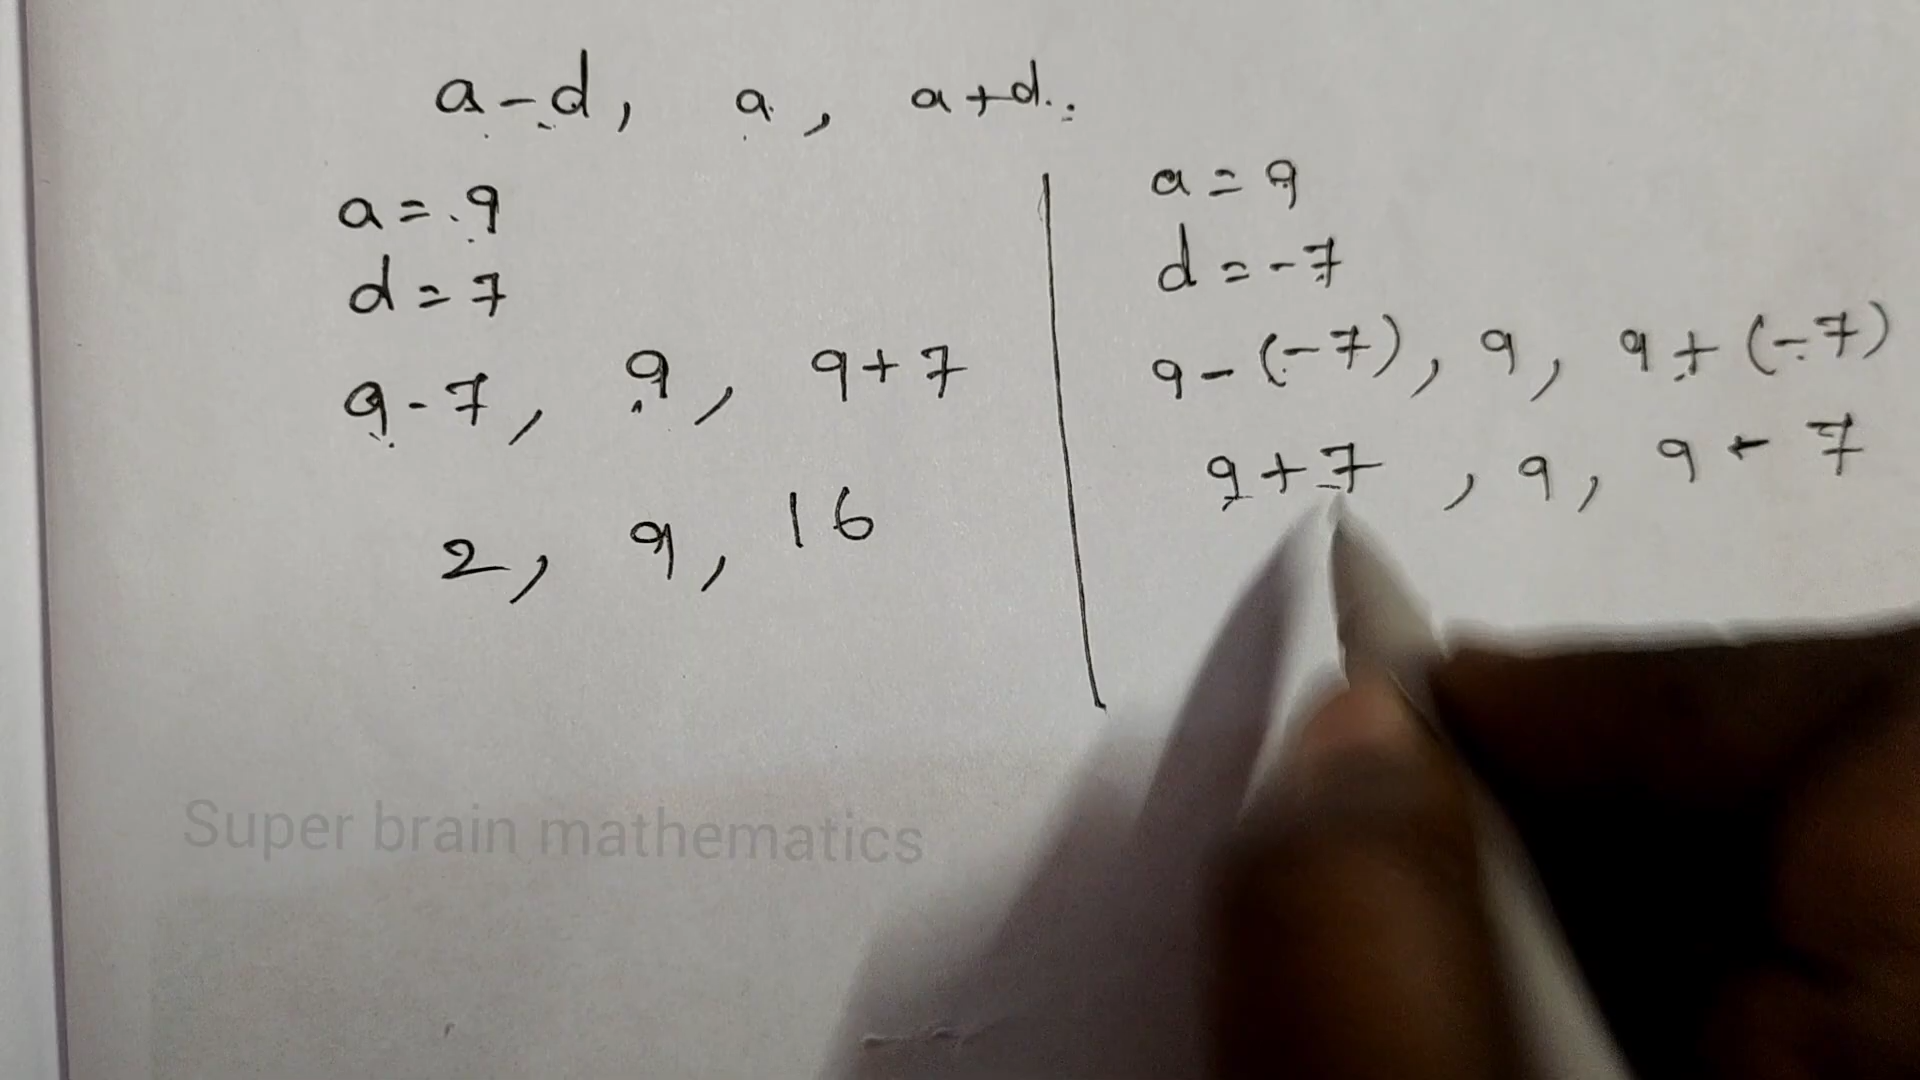 a-d, a, a+d..
a = 9
d = 7
9-7, 9, 9+7
2, 9, 16
a = 9
d = -7
9-(-7), 9, 9+(-7)
9+7, 9, 9-7
Super brain mathematics